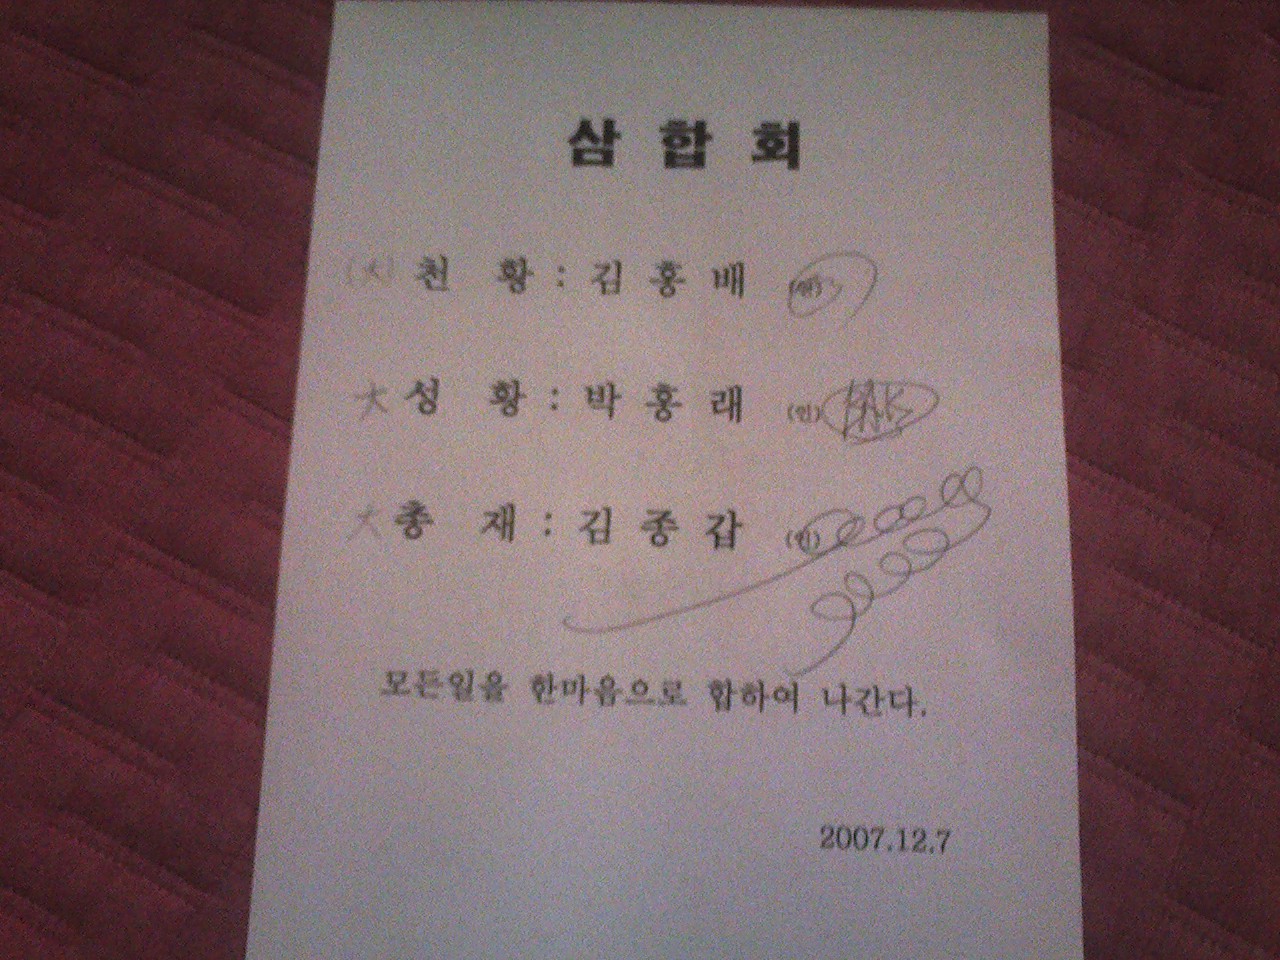 삼 합 회
(大) 천 황 : 김 홍 배 (인)
大 성 황 : 박 홍 래 (인) BAK
大 총 재 : 김 종 갑 (인)
모든일을 한마음으로 합하여 나간다.
2007.12.7